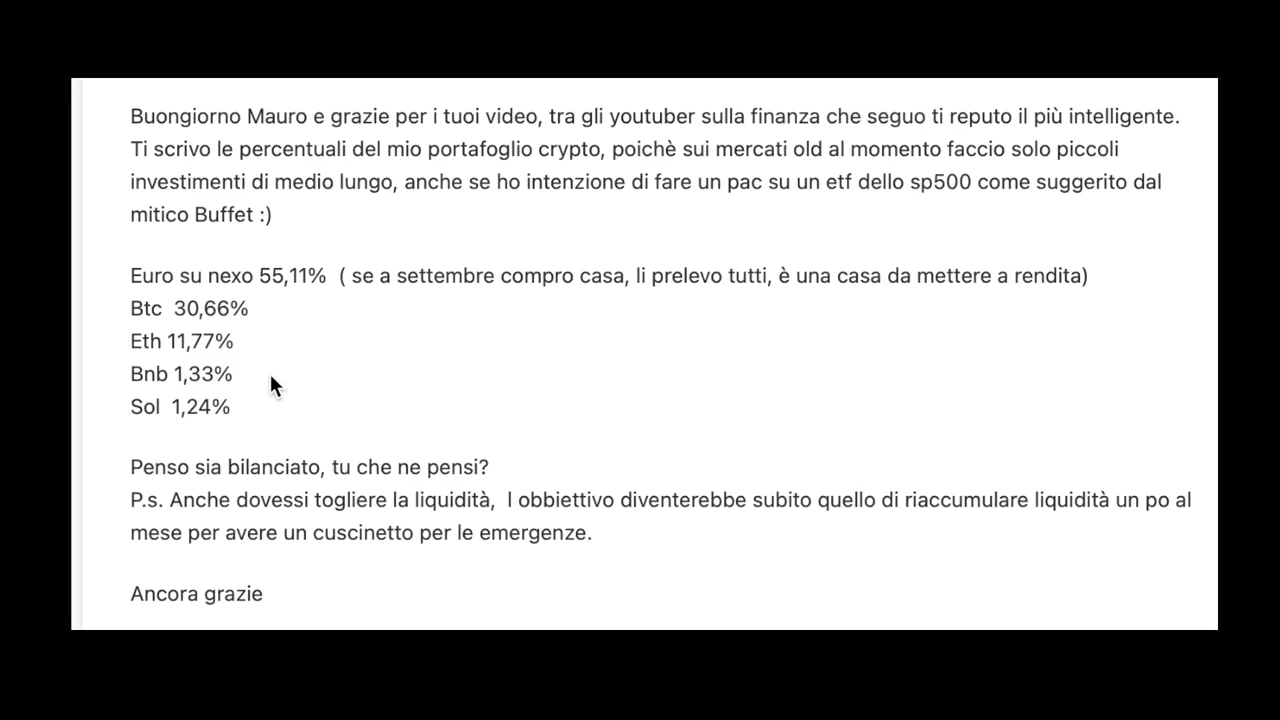 Buongiorno Mauro e grazie per i tuoi video, tra gli youtuber sulla finanza che seguo ti reputo il più intelligente.
Ti scrivo le percentuali del mio portafoglio crypto, poichè sui mercati old al momento faccio solo piccoli
investimenti di medio lungo, anche se ho intenzione di fare un pac su un etf dello sp500 come suggerito dal
mitico Buffet :)
Euro su nexo 55,11%  ( se a settembre compro casa, li prelevo tutti, è una casa da mettere a rendita)
Btc  30,66%
Eth 11,77%
Bnb 1,33%
Sol  1,24%
Penso sia bilanciato, tu che ne pensi?
P.s. Anche dovessi togliere la liquidità,  l obbiettivo diventerebbe subito quello di riaccumulare liquidità un po al
mese per avere un cuscinetto per le emergenze.
Ancora grazie